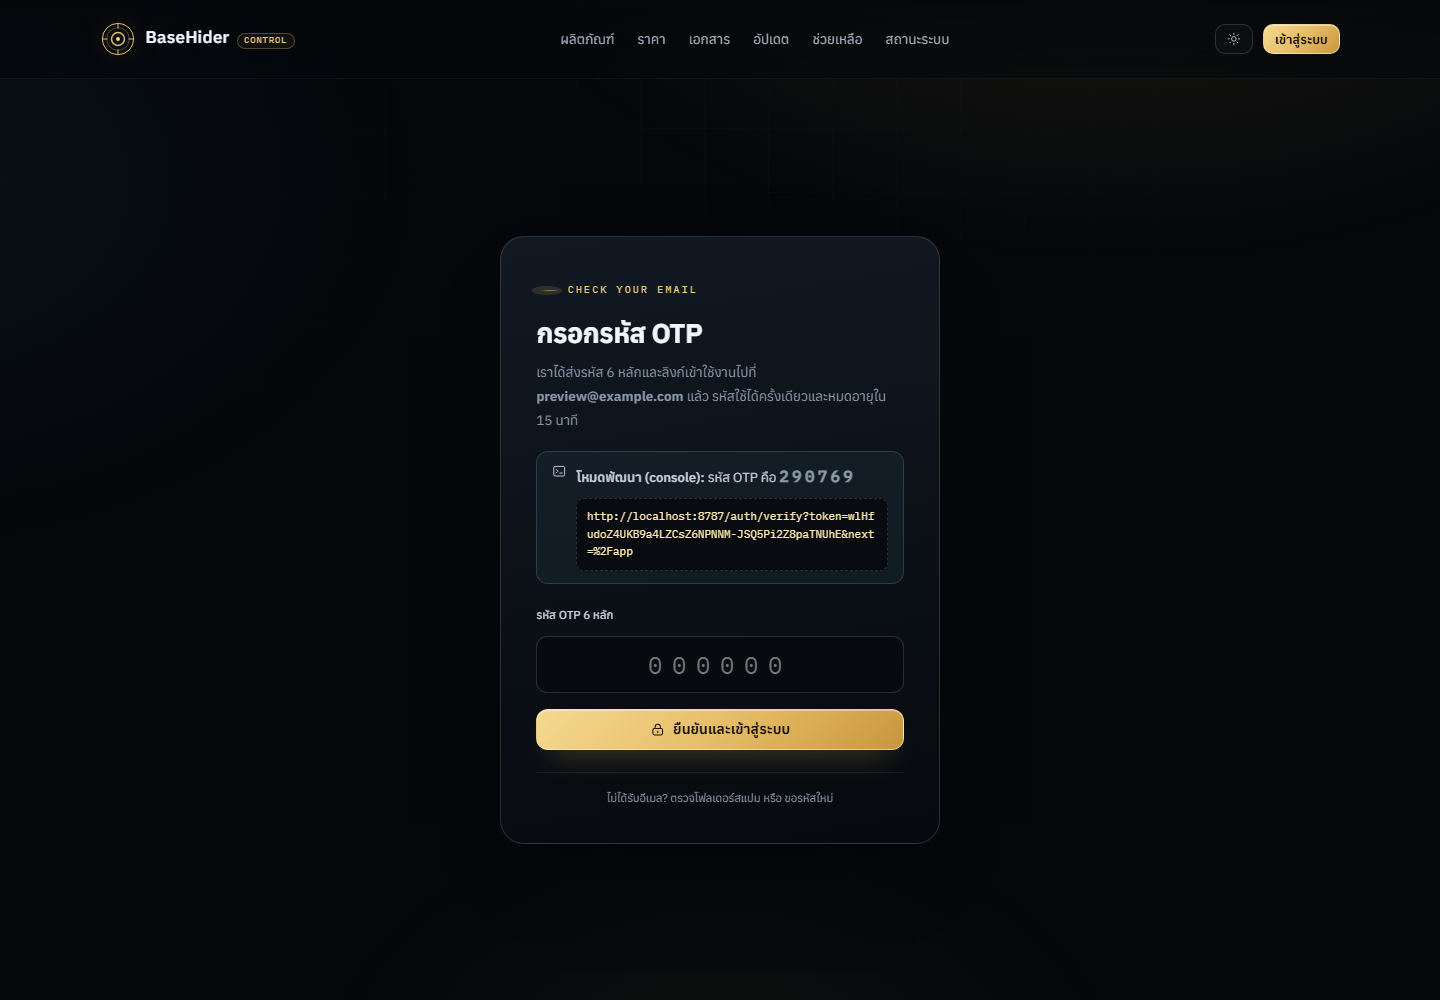 BaseHider CONTROL
ผลิตภัณฑ์ ราคา เอกสาร อัปเดต ช่วยเหลือ สถานะระบบ
เข้าสู่ระบบ
CHECK YOUR EMAIL
กรอกรหัส OTP
เราได้ส่งรหัส 6 หลักและลิงก์เข้าใช้งานไปที่
preview@example.com แล้ว รหัสใช้ได้ครั้งเดียวและหมดอายุใน
15 นาที
โหมดพัฒนา (console): รหัส OTP คือ 290769
http://localhost:8787/auth/verify?token=wlHf
udoZ4UKB9a4LZCsZ6NPNNM-JSQ5Pi2Z8paTNUhE&next
=%2Fapp
รหัส OTP 6 หลัก
000000
ยืนยันและเข้าสู่ระบบ
ไม่ได้รับอีเมล? ตรวจโฟลเดอร์สแปม หรือ ขอรหัสใหม่